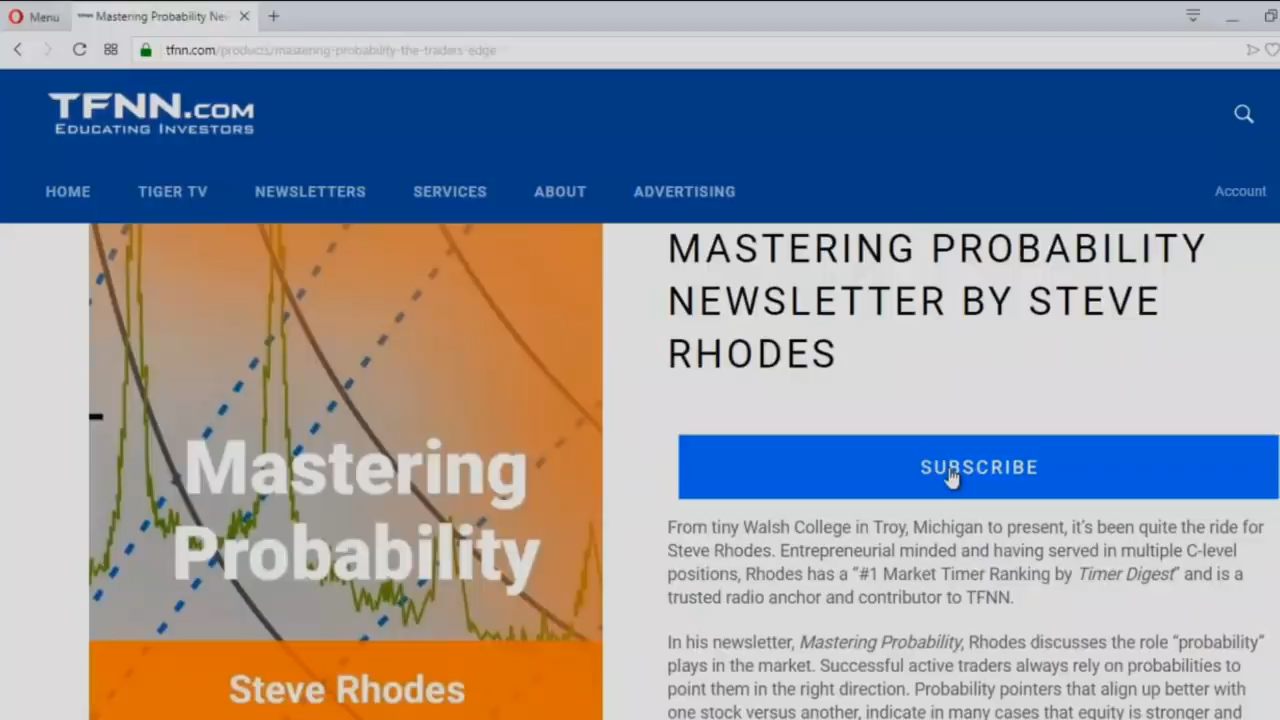 Menu
Mastering Probability Ne
tfnn.com/products/mastering-probability-the-traders-edge
TFNN.COM
EDUCATING INVESTORS
HOME TIGER TV NEWSLETTERS SERVICES ABOUT ADVERTISING
Account
MASTERING PROBABILITY
NEWSLETTER BY STEVE
RHODES
Mastering
Probability
Steve Rhodes
SUBSCRIBE
From tiny Walsh College in Troy, Michigan to present, it's been quite the ride for
Steve Rhodes. Entrepreneurial minded and having served in multiple C-level
positions, Rhodes has a “#1 Market Timer Ranking by Timer Digest” and is a
trusted radio anchor and contributor to TFNN.
In his newsletter, Mastering Probability, Rhodes discusses the role “probability”
plays in the market. Successful active traders always rely on probabilities to
point them in the right direction. Probability pointers that align up better with
one stock versus another, indicate in many cases that equity is stronger and